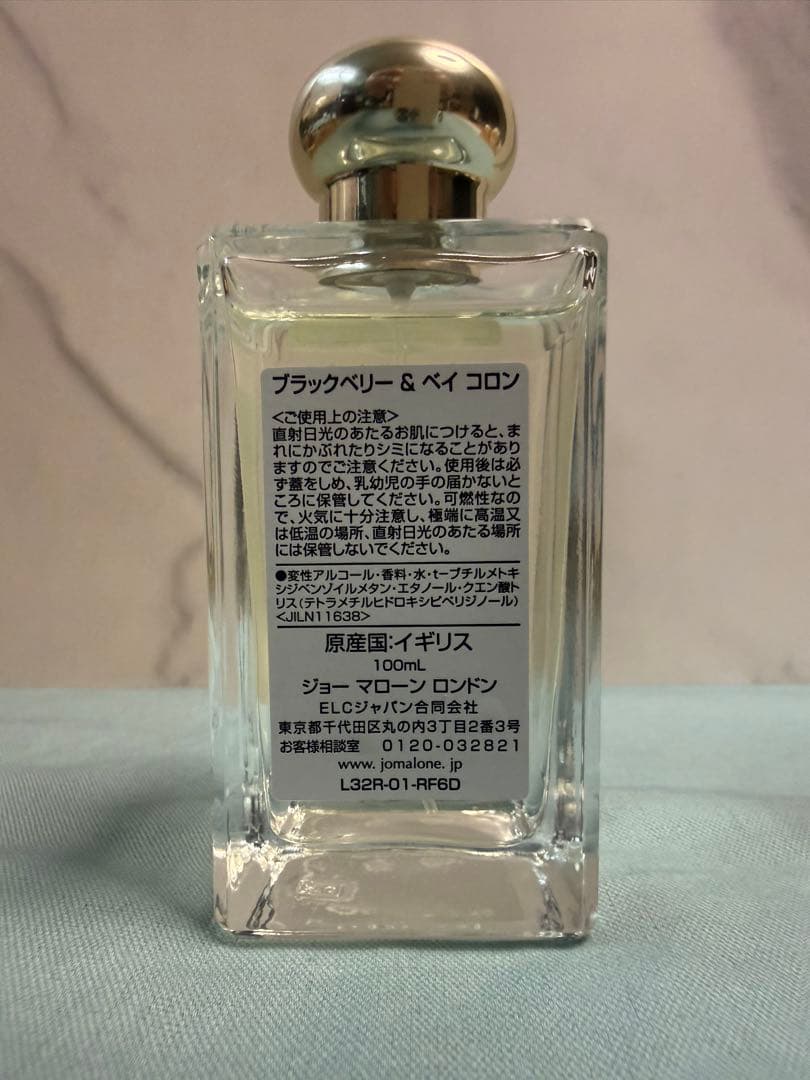 ブラックベリー & ベイ コロン
<ご使用上の注意>
直射日光のあたるお肌につけると、ま
れにかぶれたりシミになることがあり
ますのでご注意ください。使用後は必
ず蓋をしめ、乳幼児の手の届かないと
ころに保管してください。可燃性なの
で、火気に十分注意し、極端に高温又
は低温の場所、直射日光のあたる場所
には保管しないでください。
●変性アルコール・香料・水・t-ブチルメトキ
シジベンゾイルメタン・エタノール・クエン酸ト
リス(テトラメチルヒドロキシピペリジノール)
<JILN11638>
原産国:イギリス
100mL
ジョー マローン ロンドン
ELCジャパン合同会社
東京都千代田区丸の内3丁目2番3号
お客様相談室 0120-032821
www. jomalone. jp
L32R-01-RF6D